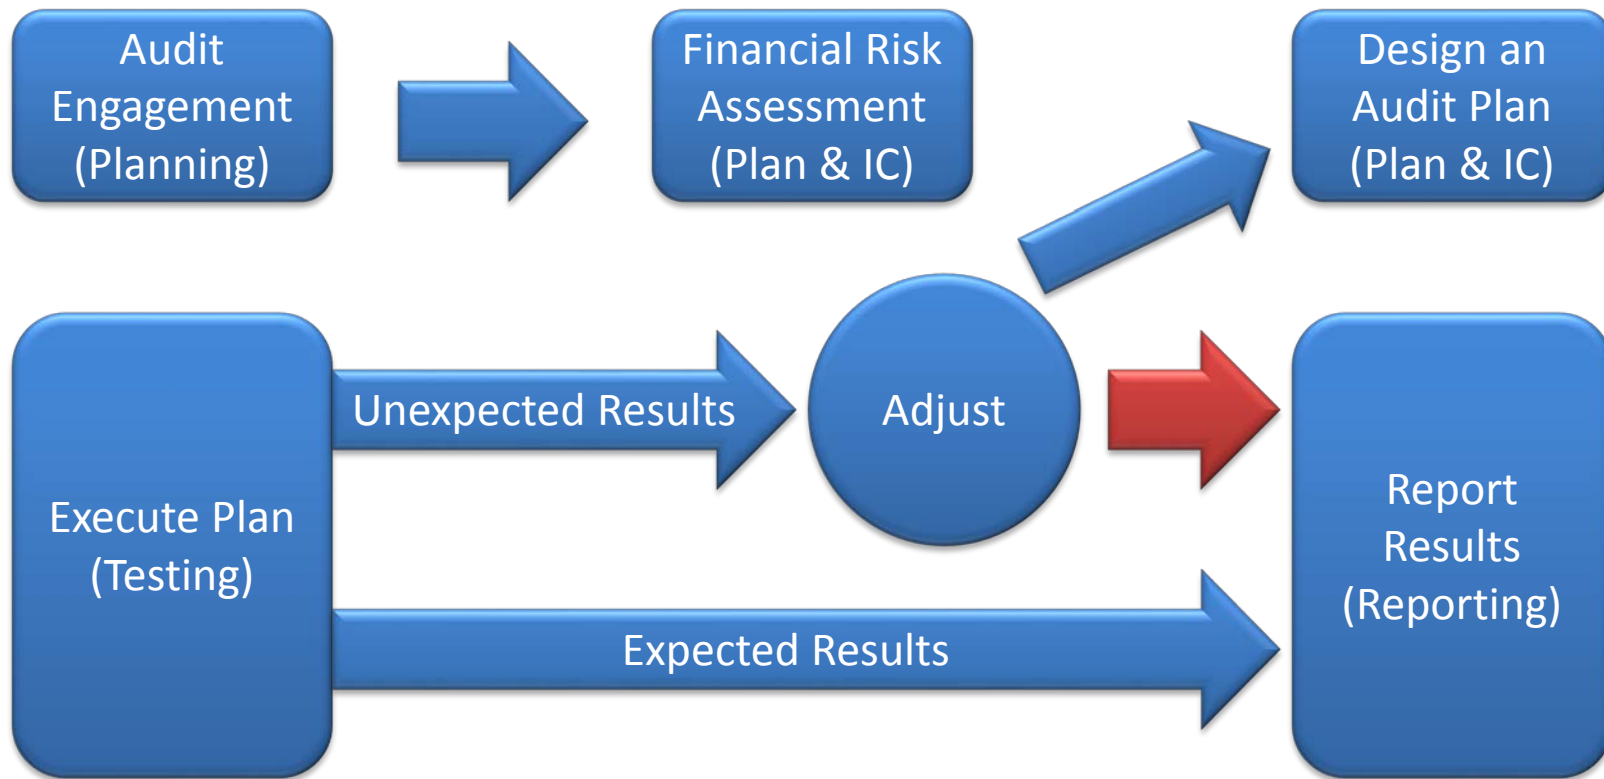 Audit
Engagement
(Planning)
Financial Risk
Assessment
(Plan & IC)
Design an
Audit Plan
(Plan & IC)
Execute Plan
(Testing)
Unexpected Results
Adjust
Expected Results
Report
Results
(Reporting)